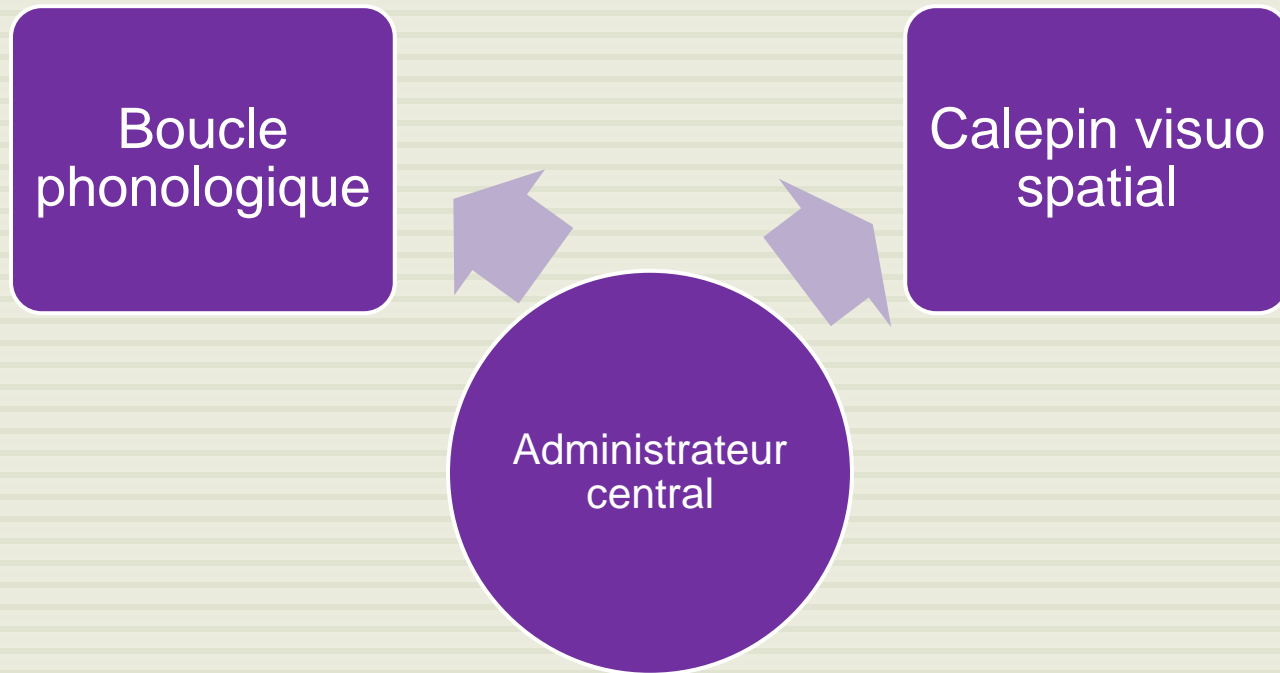 Boucle
phonologique
Calepin visuo
spatial
Administrateur
central